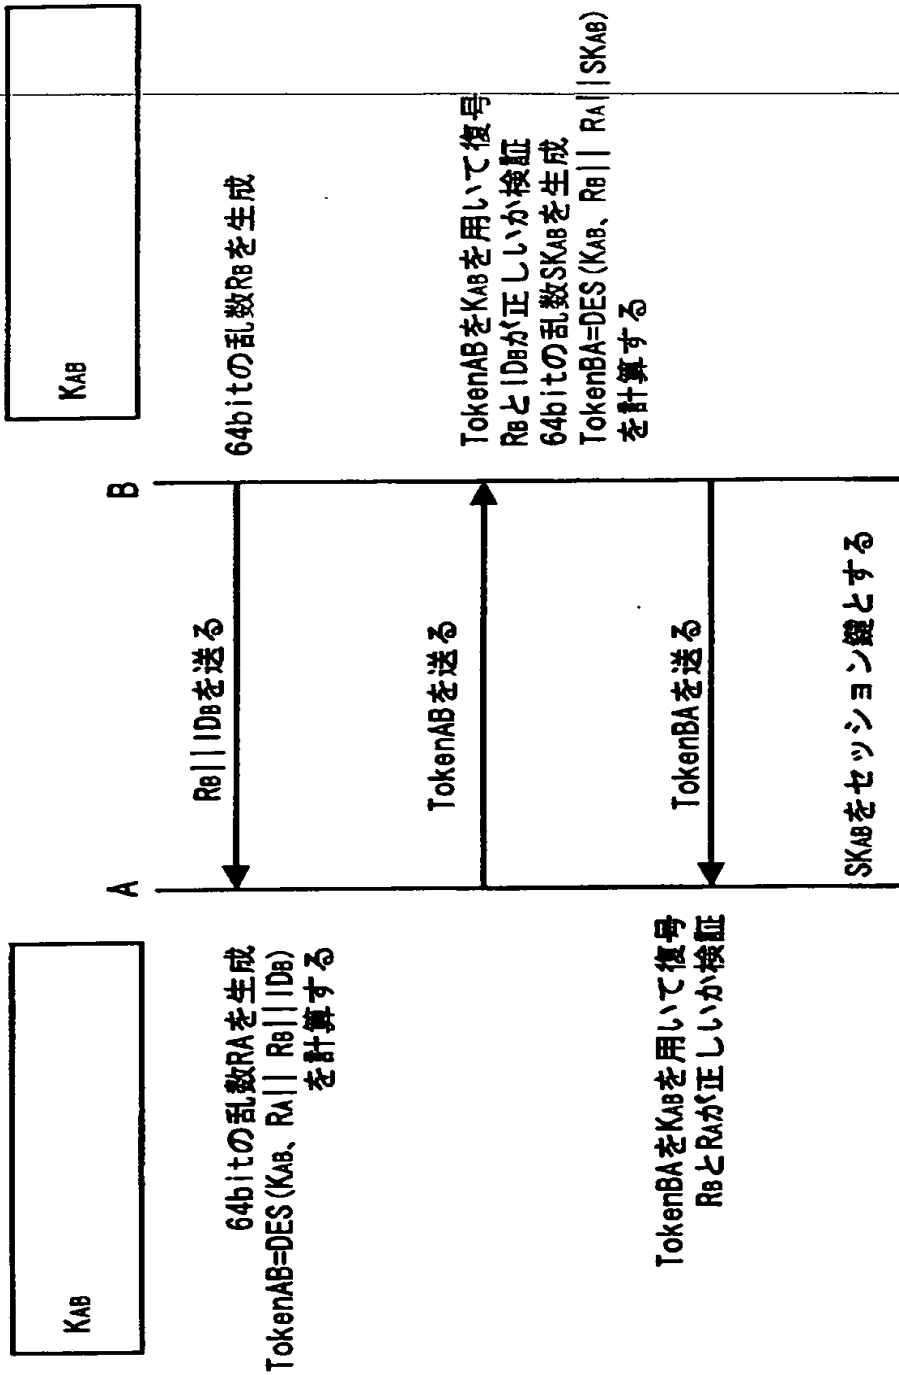 KAB
KAB
A
B
64bitの乱数RBを生成
RB||IDBを送る
64bitの乱数RAを生成
TokenAB=DES(KAB、RA|| RB||IDB)
を計算する
TokenABを送る
TokenABをKABを用いて復号
RBとIDBが正しいか検証
64bitの乱数SKABを生成
TokenBA=DES(KAB、RB|| RA||SKAB)
を計算する
TokenBAを送る
TokenBAをKABを用いて復号
RBとRAが正しいか検証
SKABをセッション鍵とする